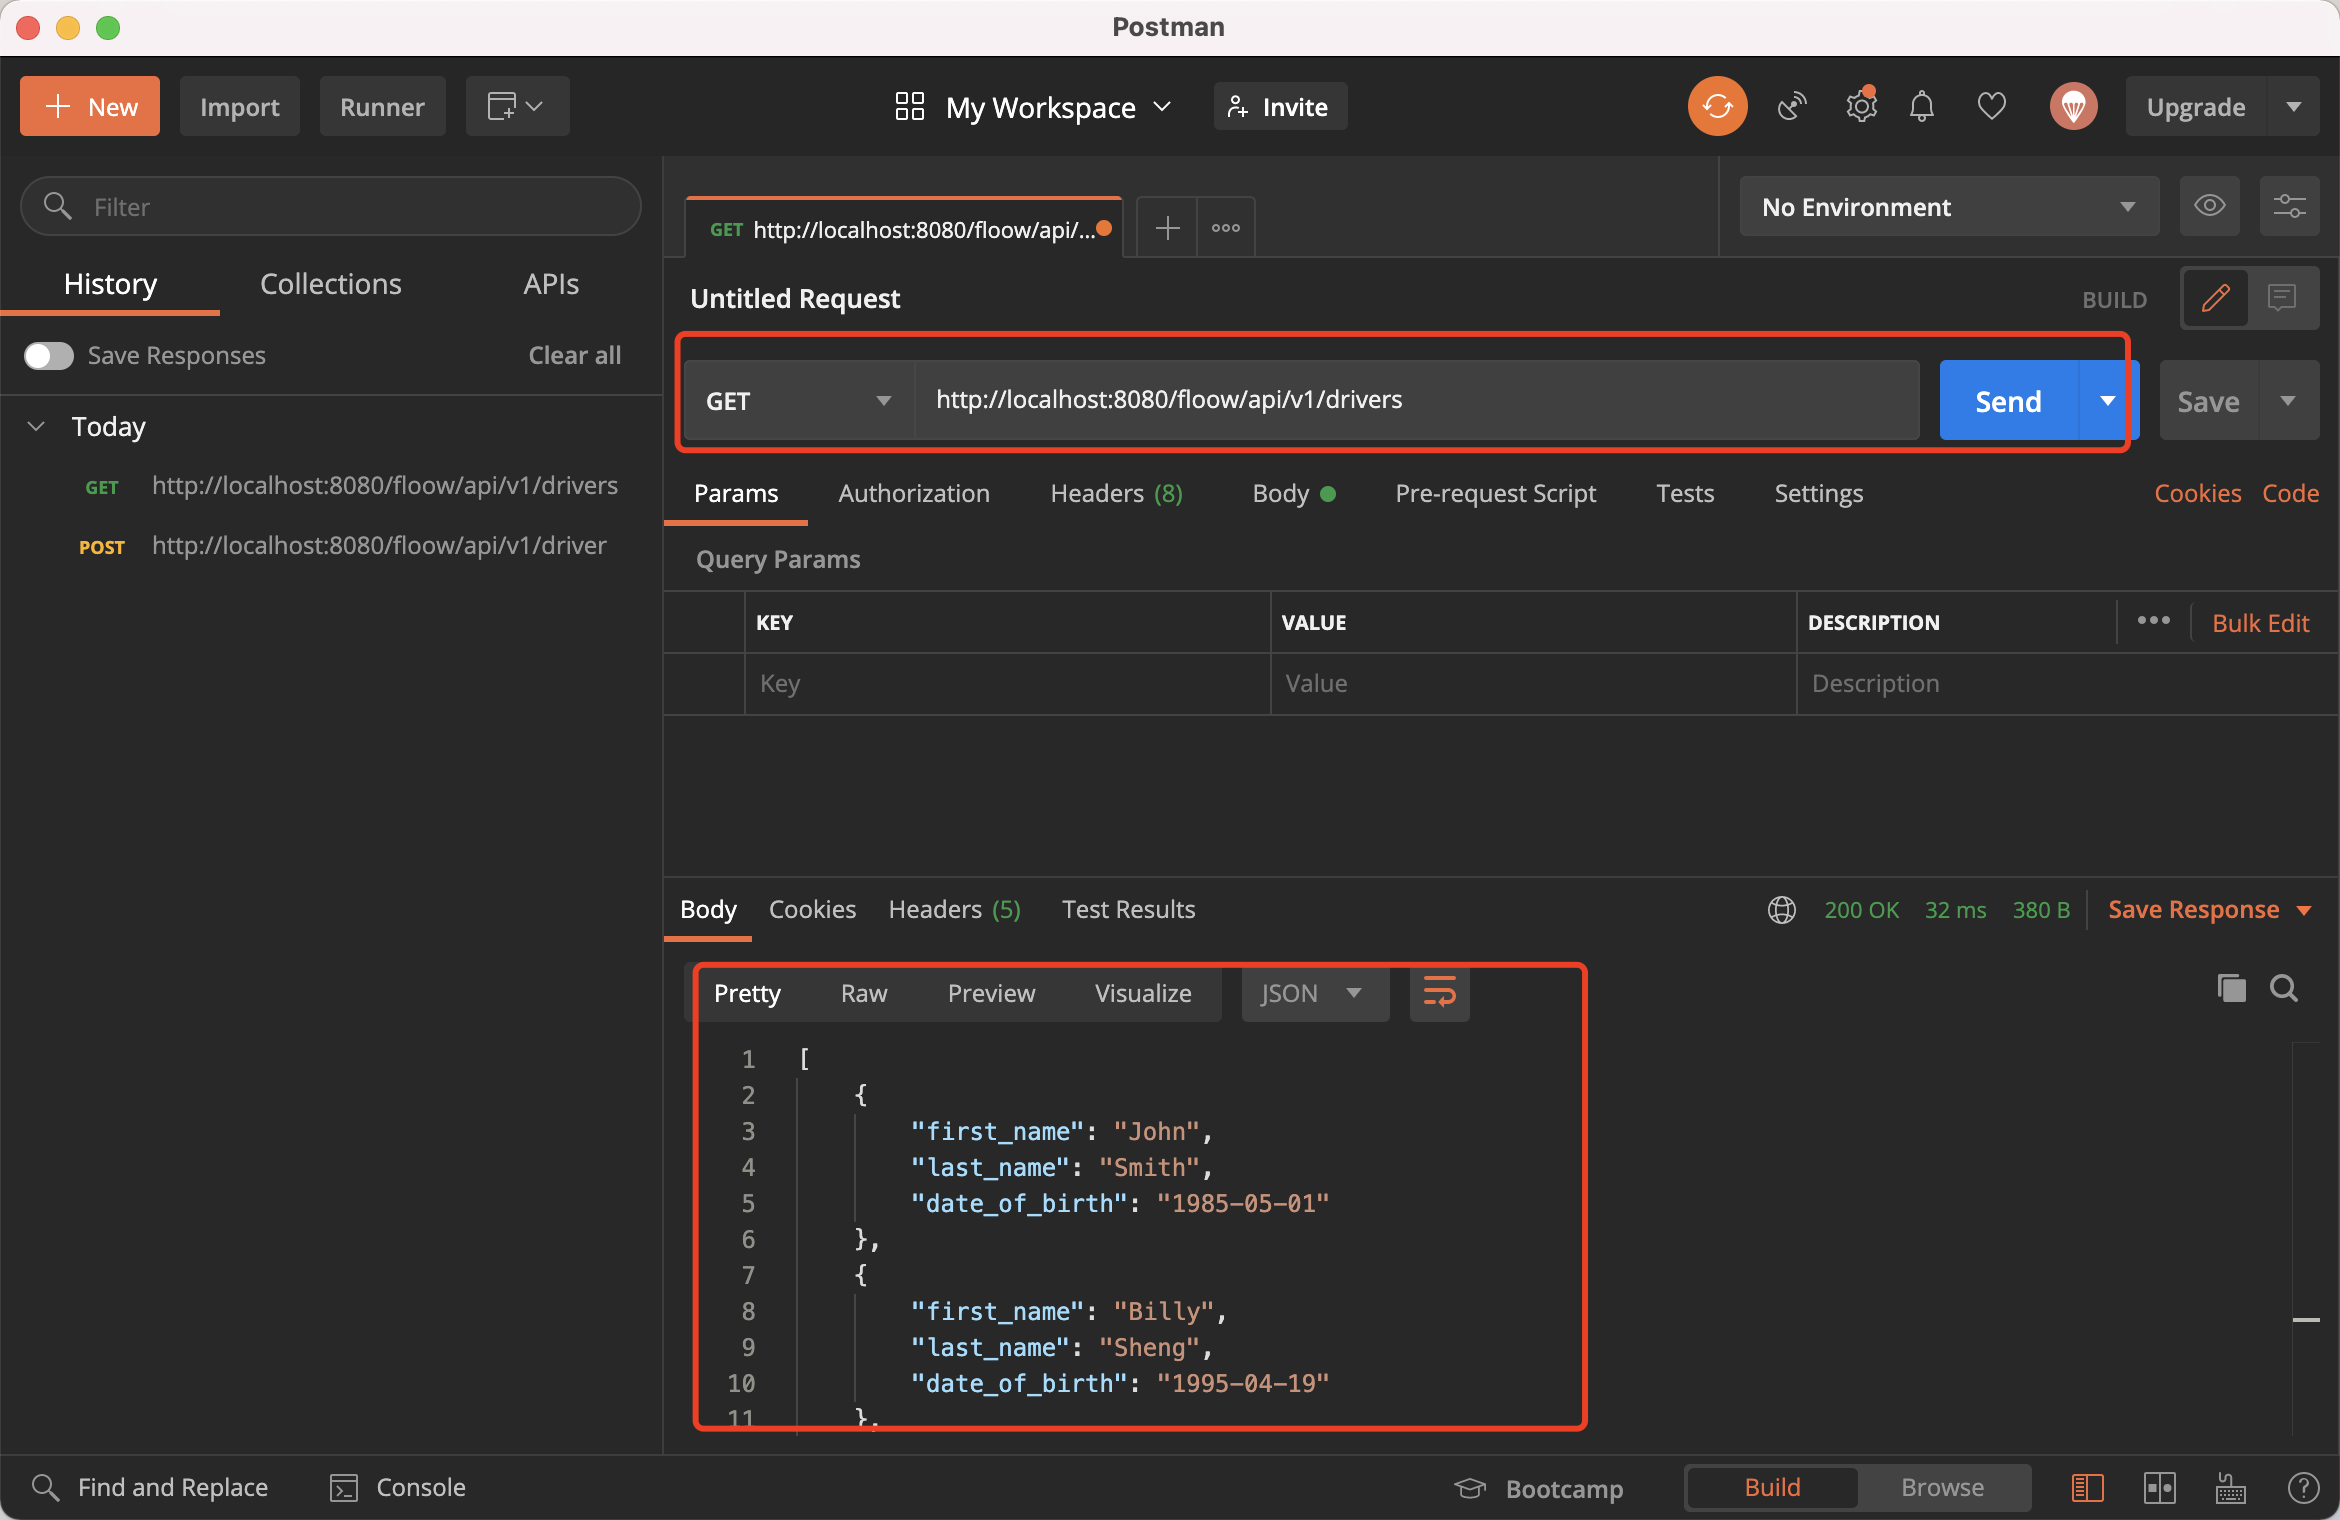 Postman
New Import Runner My Workspace Invite Upgrade
Filter
GET http://localhost:8080/floow/api/...
No Environment
History Collections APIs
Untitled Request
BUILD
Save Responses Clear all
GET http://localhost:8080/floow/api/v1/drivers Send Save
Today
GET http://localhost:8080/floow/api/v1/drivers
POST http://localhost:8080/floow/api/v1/driver
Params Authorization Headers (8) Body Pre-request Script Tests Settings Cookies Code
Query Params
KEY VALUE DESCRIPTION Bulk Edit
Key Value Description
Body Cookies Headers (5) Test Results 200 OK 32 ms 380 B Save Response
Pretty Raw Preview Visualize JSON
1 [
2 {
3 "first_name": "John",
4 "last_name": "Smith",
5 "date_of_birth": "1985-05-01"
6 },
7 {
8 "first_name": "Billy",
9 "last_name": "Sheng",
10 "date_of_birth": "1995-04-19"
11 },
Find and Replace Console Bootcamp Build Browse